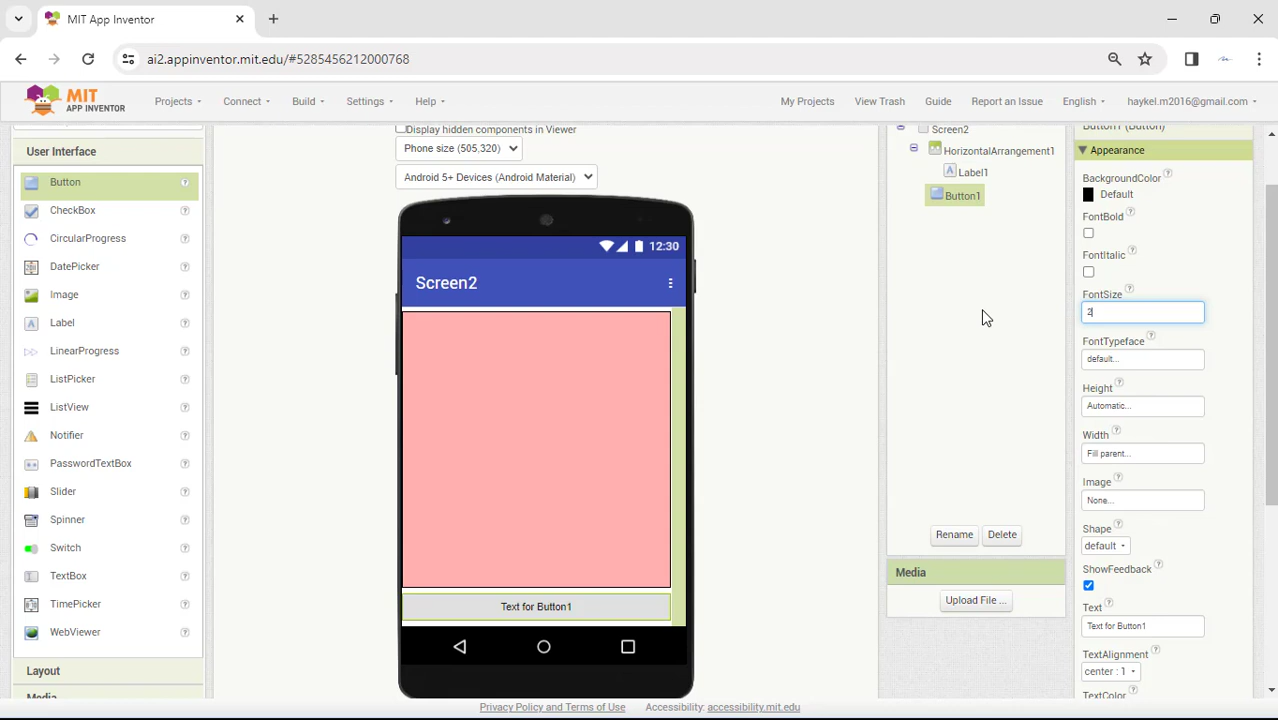 MIT App Inventor
ai2.appinventor.mit.edu/#5285456212000768
MIT
APP INVENTOR
Projects
Connect
Build
Settings
Help
My Projects
View Trash
Guide
Report an Issue
English
haykel.m2016@gmail.com
User Interface
Button
CheckBox
CircularProgress
DatePicker
Image
Label
LinearProgress
ListPicker
ListView
Notifier
PasswordTextBox
Slider
Spinner
Switch
TextBox
TimePicker
WebViewer
Layout
Media
Display hidden components in Viewer
Phone size (505,320)
Android 5+ Devices (Android Material)
12:30
Screen2
Text for Button1
Screen2
HorizontalArrangement1
Label1
Button1
Rename
Delete
Media
Upload File ...
Button1 (Button)
Appearance
BackgroundColor
Default
FontBold
FontItalic
FontSize
2
FontTypeface
default...
Height
Automatic...
Width
Fill parent...
Image
None...
Shape
default
ShowFeedback
Text
Text for Button1
TextAlignment
center : 1
TextColor
Privacy Policy and Terms of Use
Accessibility: accessibility.mit.edu